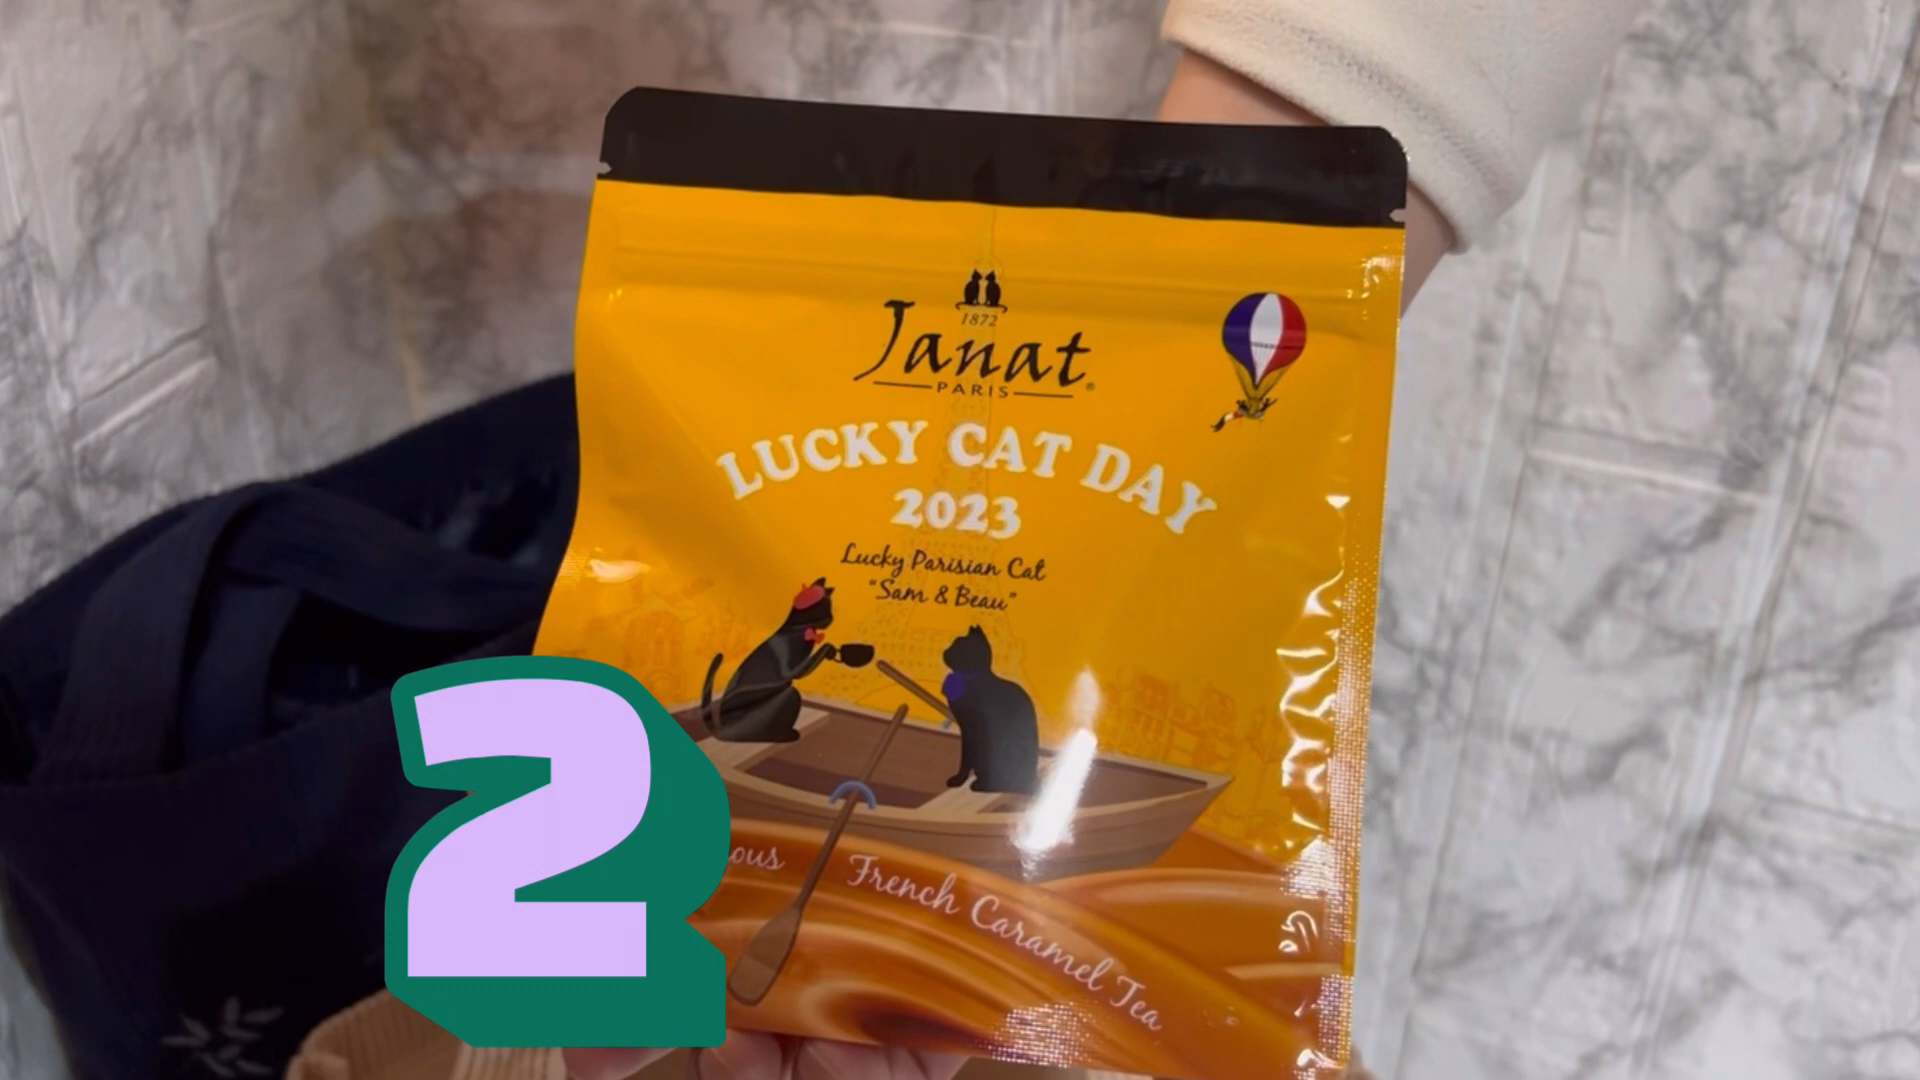 1872
Janat
PARIS
LUCKY CAT DAY
2023
Lucky Parisian Cat
"Sam & Beau"
French Caramel Tea
2